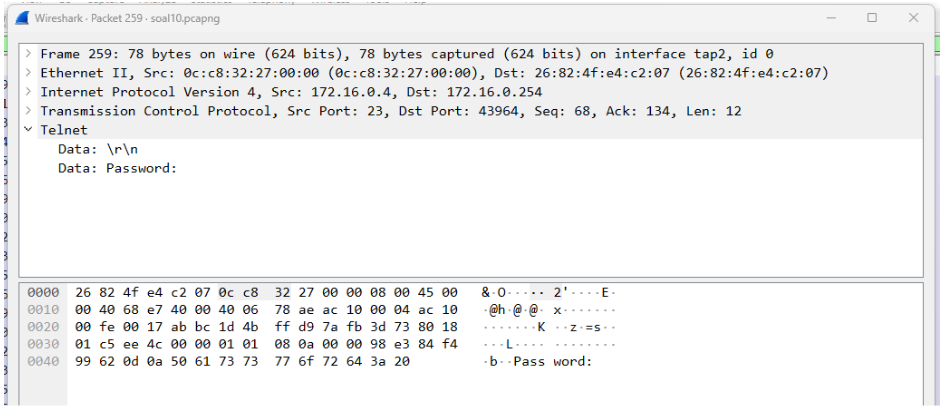 Wireshark - Packet 259 - soal10.pcapng
Frame 259: 78 bytes on wire (624 bits), 78 bytes captured (624 bits) on interface tap2, id 0
Ethernet II, Src: 0c:c8:32:27:00:00 (0c:c8:32:27:00:00), Dst: 26:82:4f:e4:c2:07 (26:82:4f:e4:c2:07)
Internet Protocol Version 4, Src: 172.16.0.4, Dst: 172.16.0.254
Transmission Control Protocol, Src Port: 23, Dst Port: 43964, Seq: 68, Ack: 134, Len: 12
Telnet
Data: \r\n
Data: Password:
0000 26 82 4f e4 c2 07 0c c8 32 27 00 00 08 00 45 00 &·O·····2'····E·
0010 00 40 68 e7 40 00 40 06 78 ae ac 10 00 04 ac 10 ·@h·@·@·x·······
0020 00 fe 00 17 ab bc 1d 4b ff d9 7a fb 3d 73 80 18 ·······K··z·=s··
0030 01 c5 ee 4c 00 00 01 01 08 0a 00 00 98 e3 84 f4 ···L············
0040 99 62 0d 0a 50 61 73 73 77 6f 72 64 3a 20 ·b··Pass word: